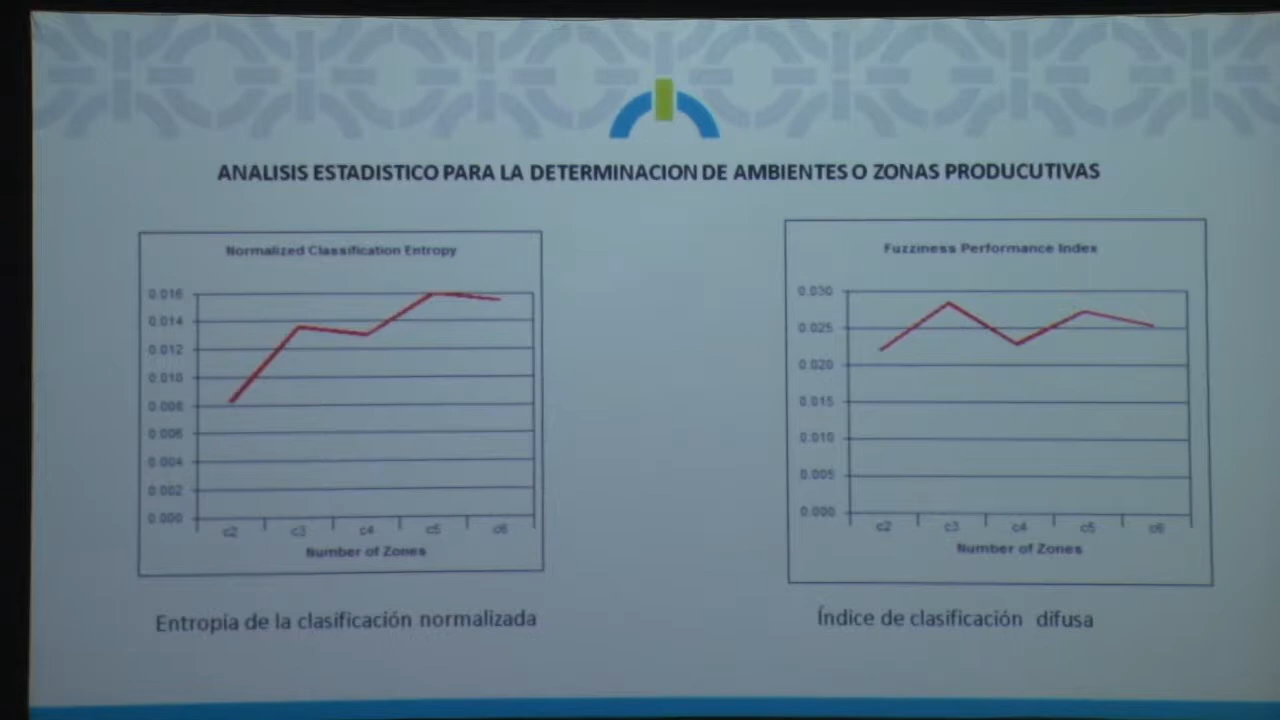 ANALISIS ESTADISTICO PARA LA DETERMINACION DE AMBIENTES O ZONAS PRODUCUTIVAS
Normalized Classification Entropy
0.016
0.014
0.012
0.010
0.008
0.006
0.004
0.002
0.000
c2 c3 c4 c5 c6
Number of Zones
Entropía de la clasificación normalizada
Fuzziness Performance Index
0.030
0.025
0.020
0.015
0.010
0.005
0.000
c2 c3 c4 c5 c6
Number of Zones
Índice de clasificación difusa